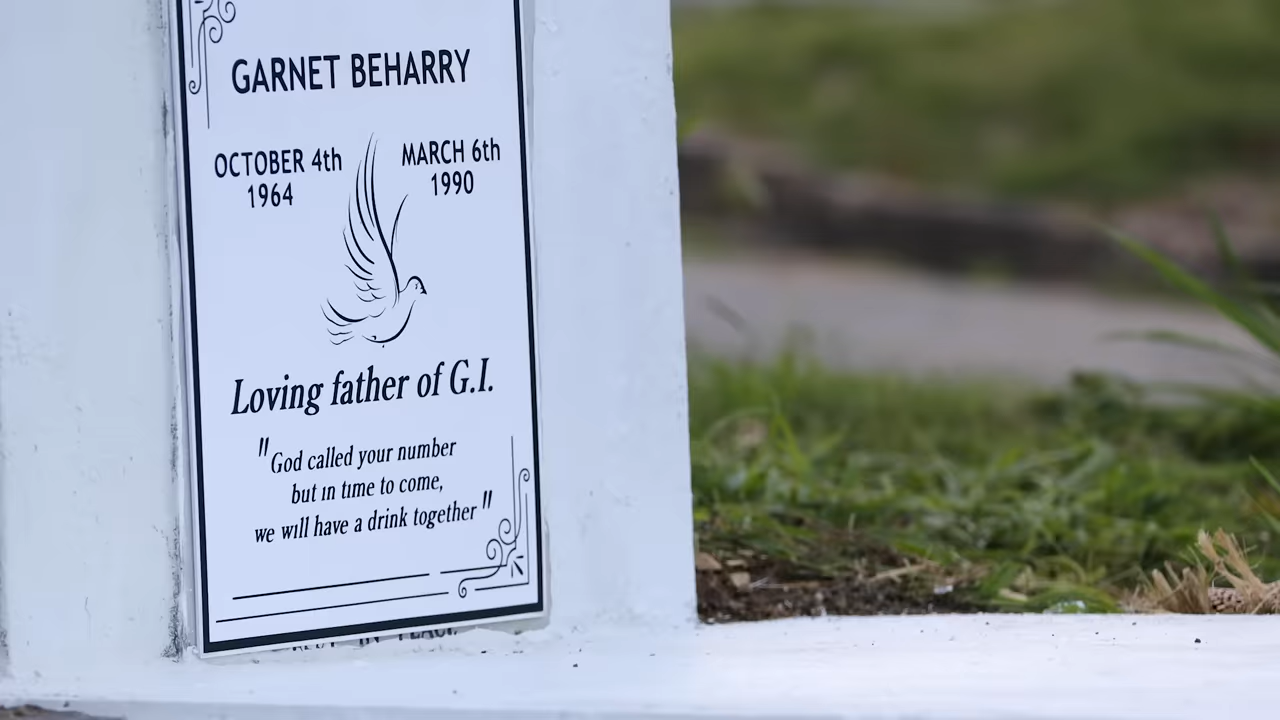 GARNET BEHARRY
OCTOBER 4th
1964
MARCH 6th
1990
Loving father of G.I.
"God called your number
but in time to come,
we will have a drink together"